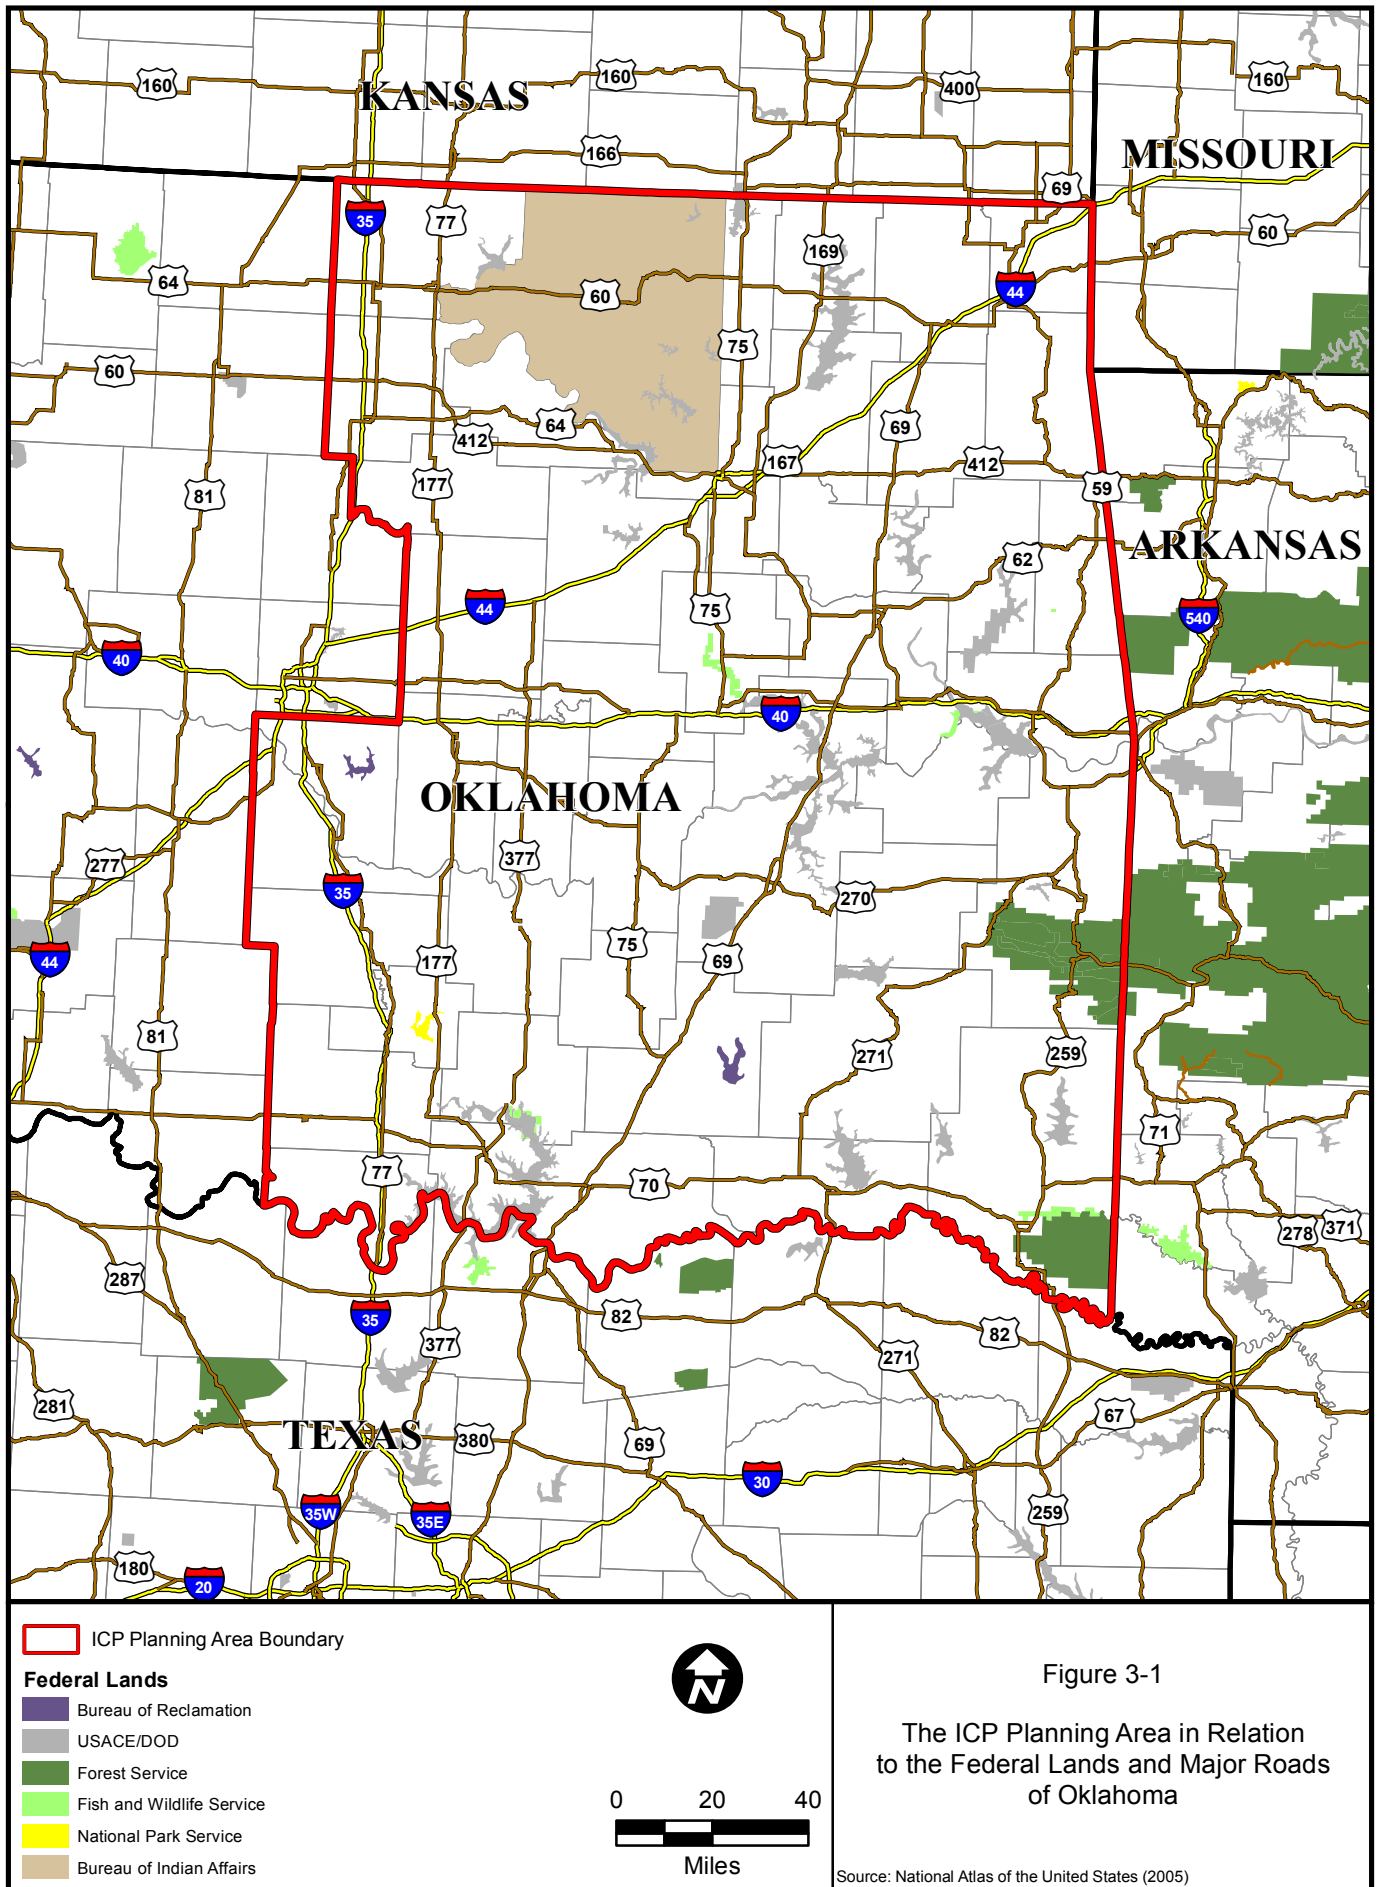 160
KANSAS
160
400
160
166
MISSOURI
69
35
77
169
60
64
60
44
75
60
64
69
412
167
412
81
177
59
ARKANSAS
62
44
75
540
40
40
OKLAHOMA
277
377
35
270
44
177
75
69
81
271
259
71
77
70
278
371
287
35
82
82
377
271
281
67
TEXAS
380
69
30
35W
35E
259
180
20
ICP Planning Area Boundary
Federal Lands
Bureau of Reclamation
USACE/DOD
Forest Service
Fish and Wildlife Service
National Park Service
Bureau of Indian Affairs
N
0 20 40
Miles
Figure 3-1
The ICP Planning Area in Relation
to the Federal Lands and Major Roads
of Oklahoma
Source: National Atlas of the United States (2005)